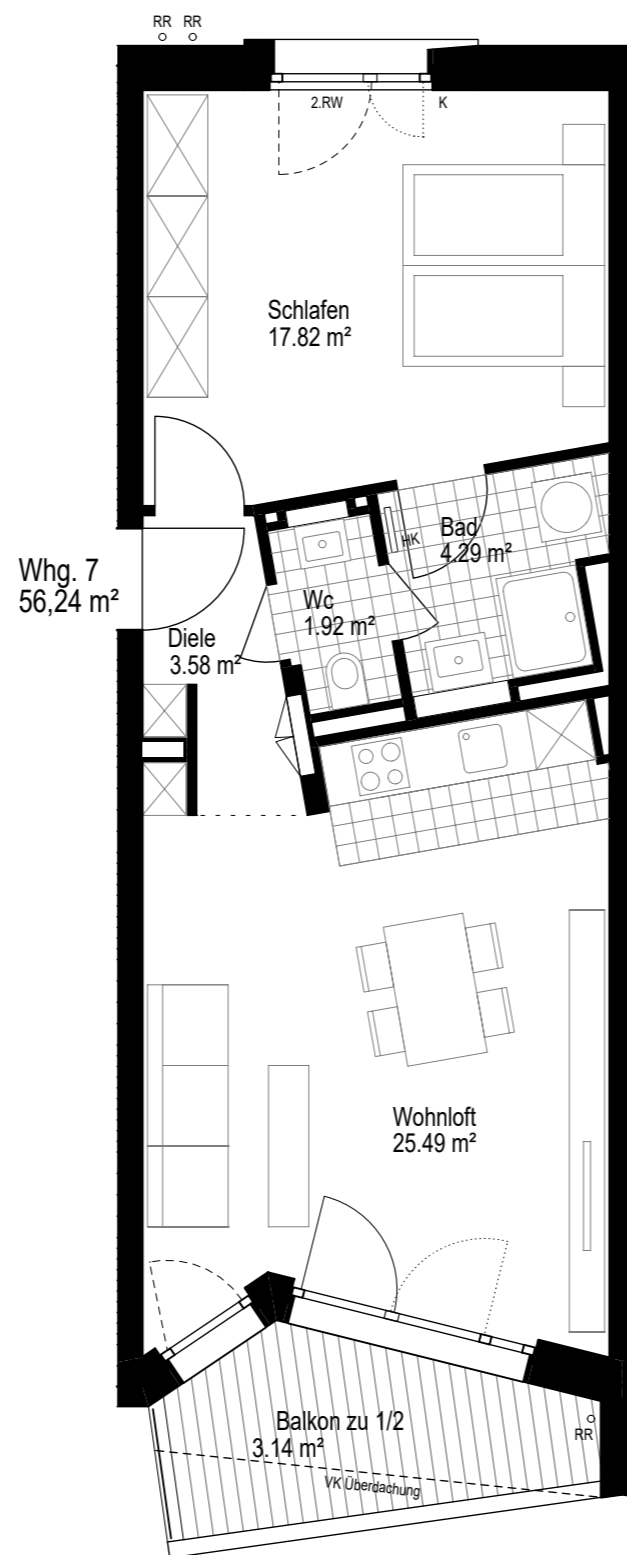 RR RR
2.RW K
Schlafen
17.82 m²
HK
Bad
4.29 m²
Whg. 7
56,24 m²
Wc
1.92 m²
Diele
3.58 m²
Wohnloft
25.49 m²
Balkon zu 1/2
3.14 m²
RR
VK Überdachung